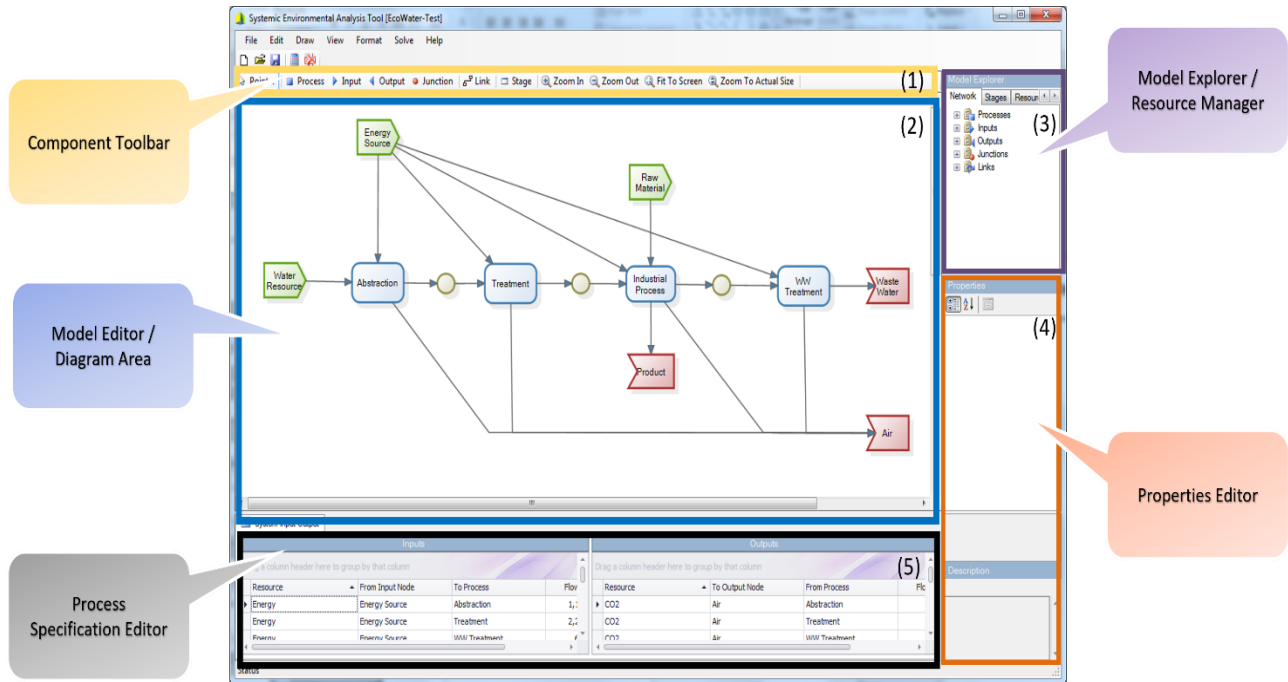 Systemic Environmental Analysis Tool [EcoWater-Test]
File Edit Draw View Format Solve Help
Point Process Input Output Junction Link Stage Zoom In Zoom Out Fit To Screen Zoom To Actual Size
(1)
Component Toolbar
Model Explorer /
Resource Manager
Model Explorer
Network Stages Resour
(3)
Processes
Inputs
Outputs
Junctions
Links
(2)
Energy
Source
Raw
Material
Water
Resource
Abstraction
Treatment
Industrial
Process
WW
Treatment
Waste
Water
Product
Air
Model Editor /
Diagram Area
Properties
(4)
Properties Editor
Description
System Input Output
Process
Specification Editor
Inputs
Drag a column header here to group by that column
Resource From Input Node To Process Flow
Energy Energy Source Abstraction
Energy Energy Source Treatment
Energy Energy Source WW Treatment
Outputs
Drag a column header here to group by that column
(5)
Resource To Output Node From Process Flo
CO2 Air Abstraction
CO2 Air Treatment
CO2 Air WW Treatment
Status